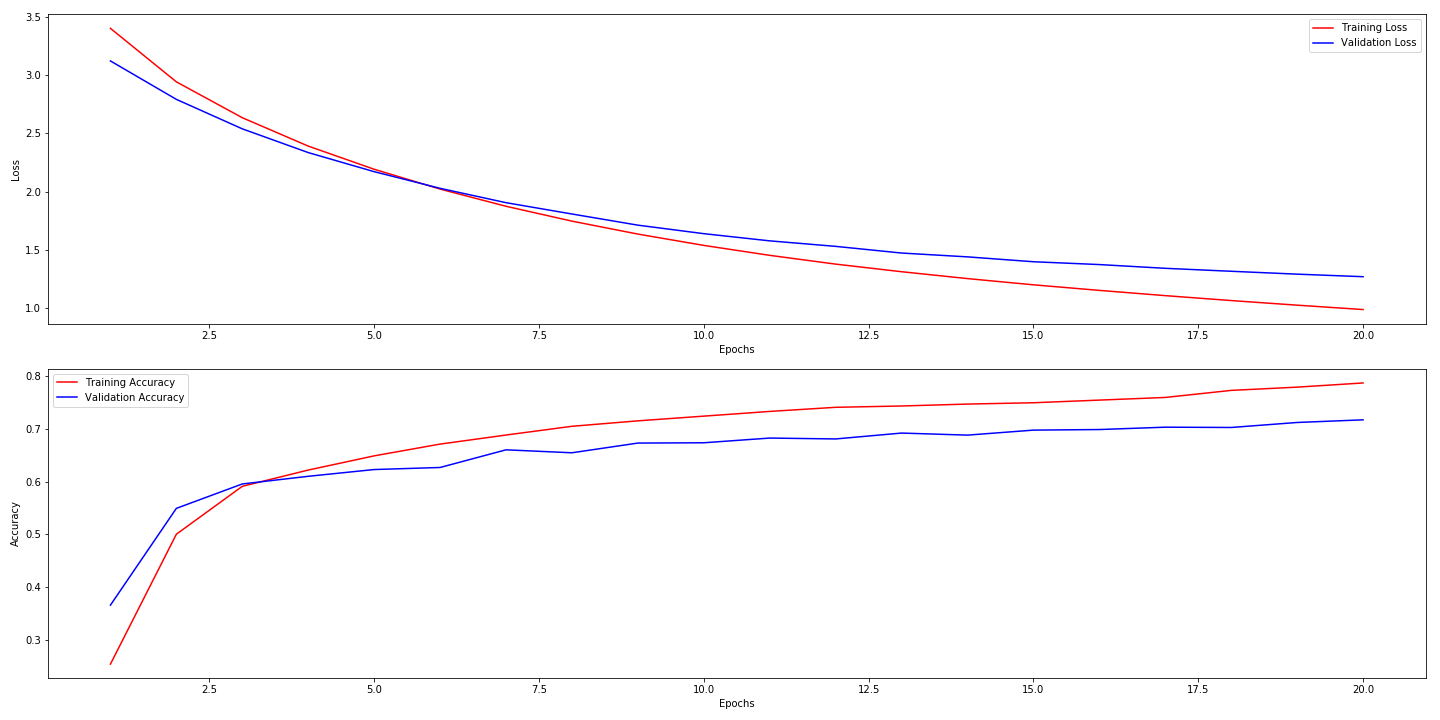 3.5
3.0
2.5
2.0
1.5
1.0
Loss
Training Loss
Validation Loss
2.5 5.0 7.5 10.0 12.5 15.0 17.5 20.0
Epochs
0.8
0.7
0.6
0.5
0.4
0.3
Accuracy
Training Accuracy
Validation Accuracy
2.5 5.0 7.5 10.0 12.5 15.0 17.5 20.0
Epochs